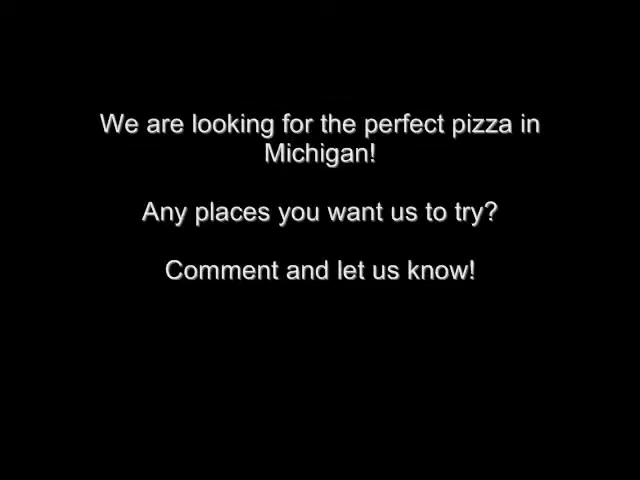 We are looking for the perfect pizza in
Michigan!
Any places you want us to try?
Comment and let us know!